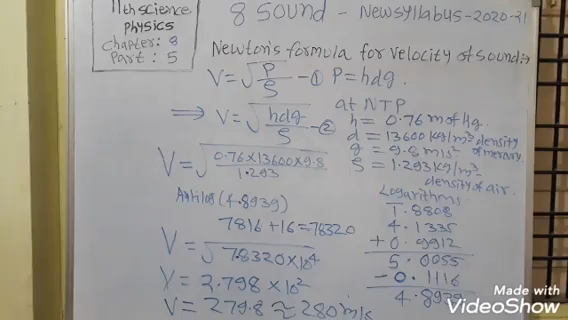 11th science
physics
Chapter: 8
Part: 5
8 Sound - Newsyllabus-2020-21
Newton's formula for velocity of sound:→
V=√P/ρ -① P=hdg.
⟹ V=√hdg/ρ -②
at NTP
h = 0.76 m of hg.
d = 13600 kg/m³ density of mercury
g = 9.8 m/s²
ρ = 1.293 kg/m³ density of air.
V=√0.76×13600×9.8/1.293
Antilog (4.8939)
7816+16=78320
V=√7.8320×10⁴
V= 2.798 ×10²
V= 279.8 ≈ 280 m/s
Logarithms
1̅.8808
4.1335
+0.9912
5.0055
-0.1116
4.8939
Made with
VideoShow